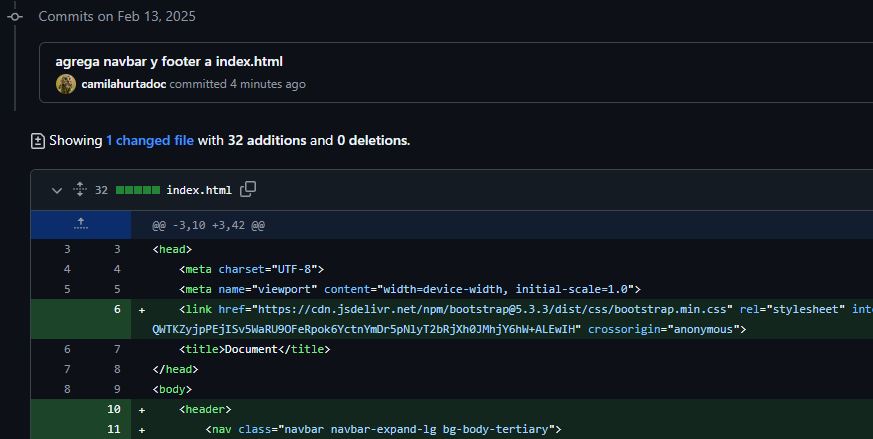 Commits on Feb 13, 2025
agrega navbar y footer a index.html
camilahurtadoc committed 4 minutes ago
Showing 1 changed file with 32 additions and 0 deletions.
32 index.html
@@ -3,10 +3,42 @@
3 3 <head>
4 4 <meta charset="UTF-8">
5 5 <meta name="viewport" content="width=device-width, initial-scale=1.0">
6 + <link href="https://cdn.jsdelivr.net/npm/bootstrap@5.3.3/dist/css/bootstrap.min.css" rel="stylesheet" inte
QWTKZyjpPEjISv5WaRU9OFeRpok6YctnYmDr5pNlyT2bRjXh0JMhjY6hW+ALEwIH" crossorigin="anonymous">
6 7 <title>Document</title>
7 8 </head>
8 9 <body>
10 + <header>
11 + <nav class="navbar navbar-expand-lg bg-body-tertiary">